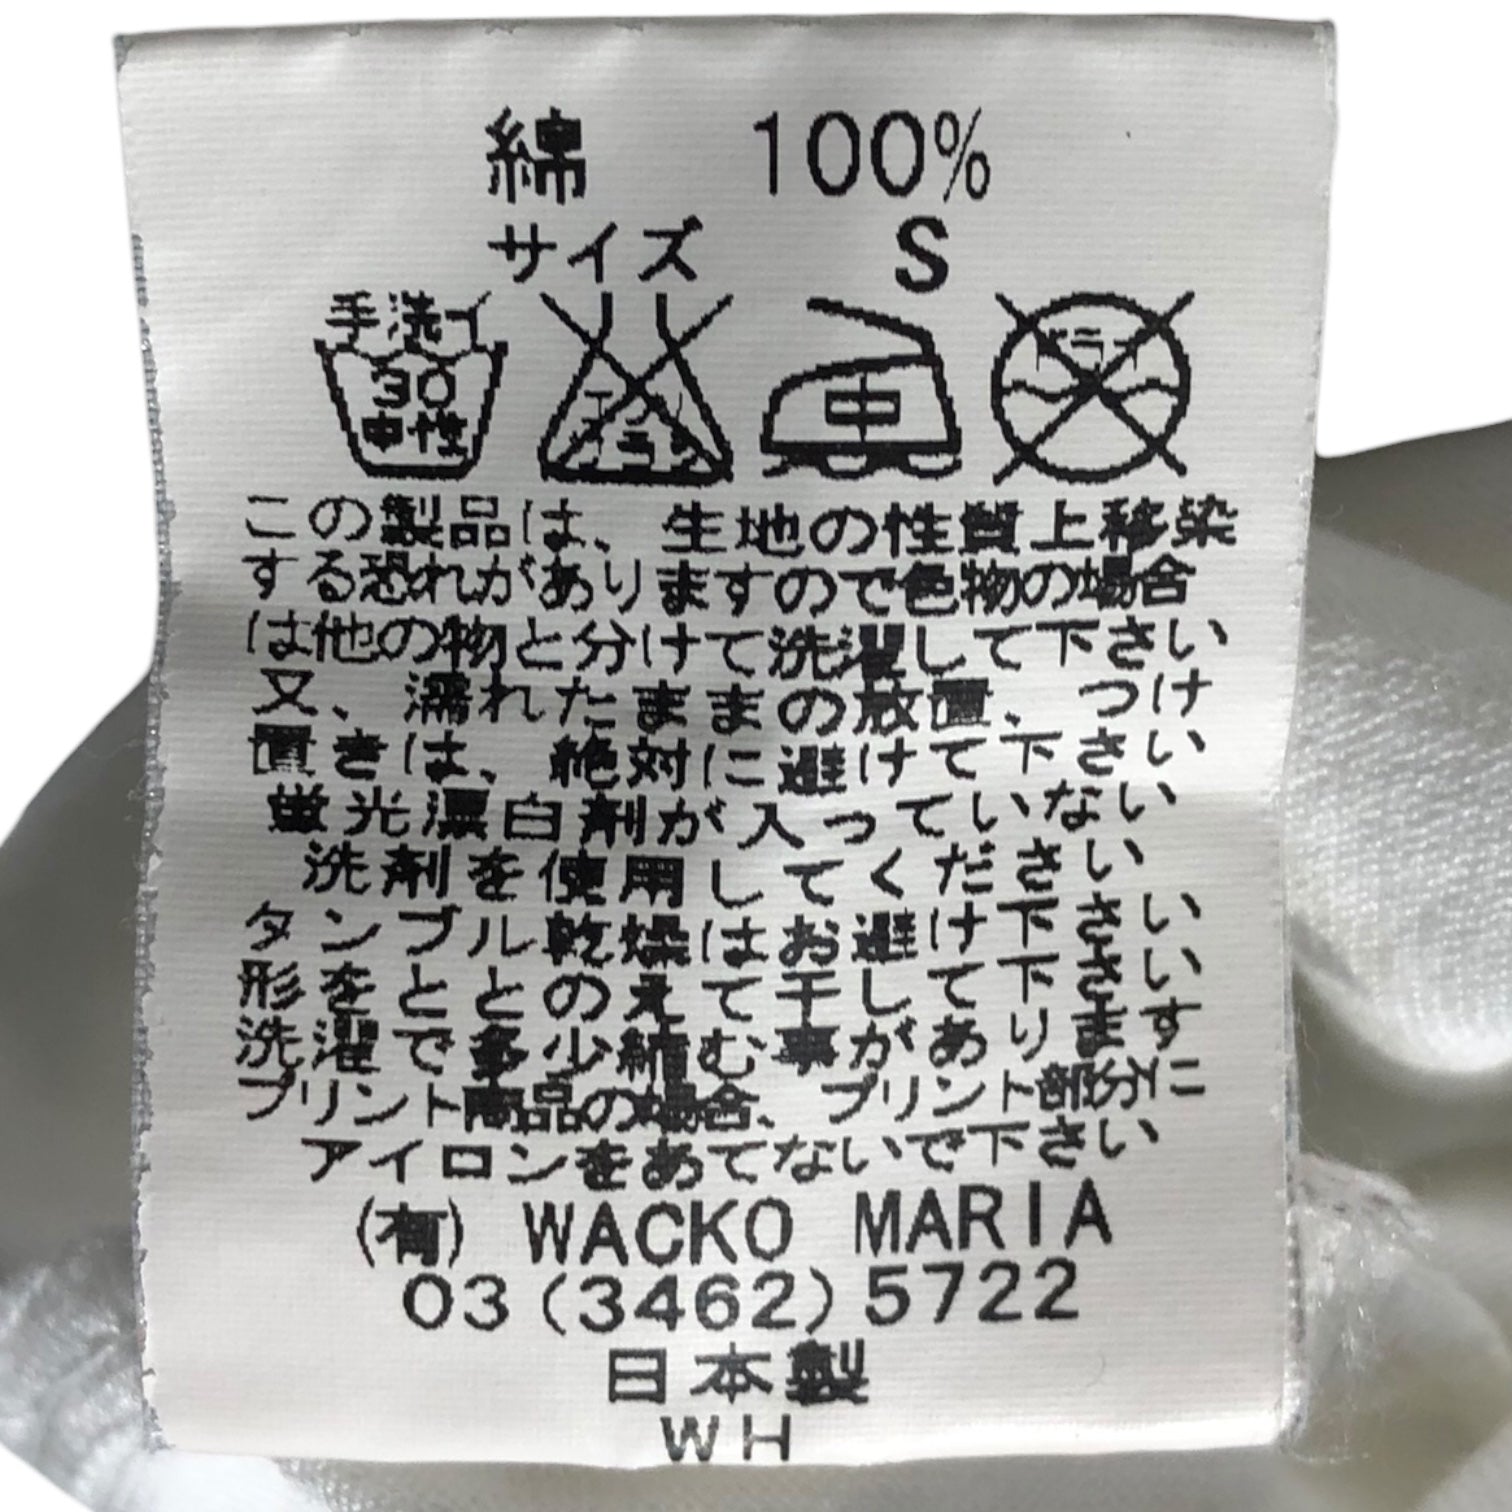 綿 100%
サイズ S
手洗イ
30
中性
エンソ
サラシ
中
ドライ
この製品は、生地の性質上移染
する恐れがありますので色物の場合
は他の物と分けて洗濯して下さい
又、濡れたままの放置、つけ
置きは、絶対に避けて下さい
蛍光漂白剤が入っていない
洗剤を使用してください
タンブル乾燥はお避け下さい
形をととのえて干して下さい
洗濯で多少縮む事があります
プリント商品の場合、プリント部分に
アイロンをあてないで下さい
(有) WACKO MARIA
03(3462)5722
日本製
WH